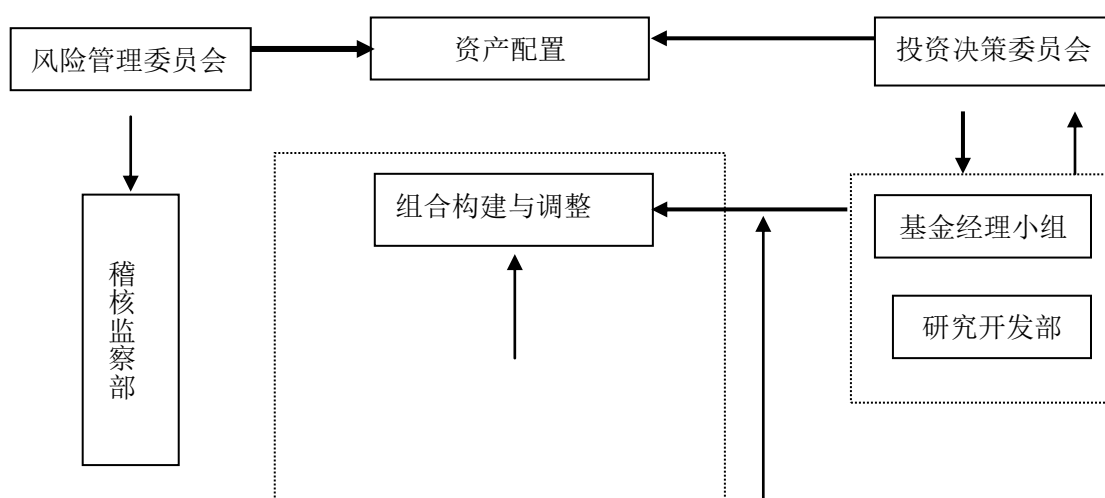 风险管理委员会
资产配置
投资决策委员会
组合构建与调整
基金经理小组
研究开发部
稽核监察部